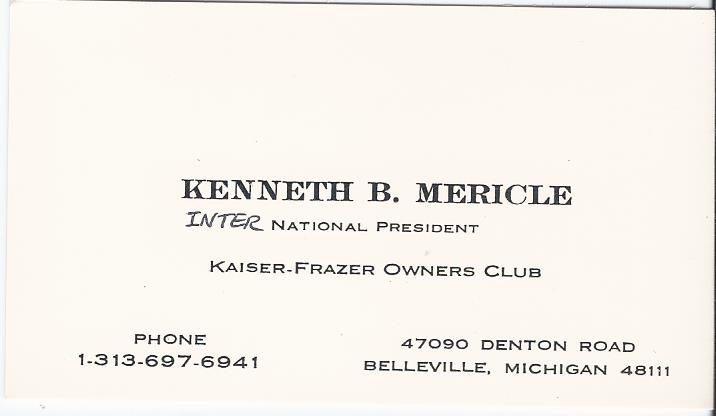 KENNETH B. MERICLE
INTER NATIONAL PRESIDENT
KAISER-FRAZER OWNERS CLUB
PHONE
1-313-697-6941
47090 DENTON ROAD
BELLEVILLE, MICHIGAN 48111